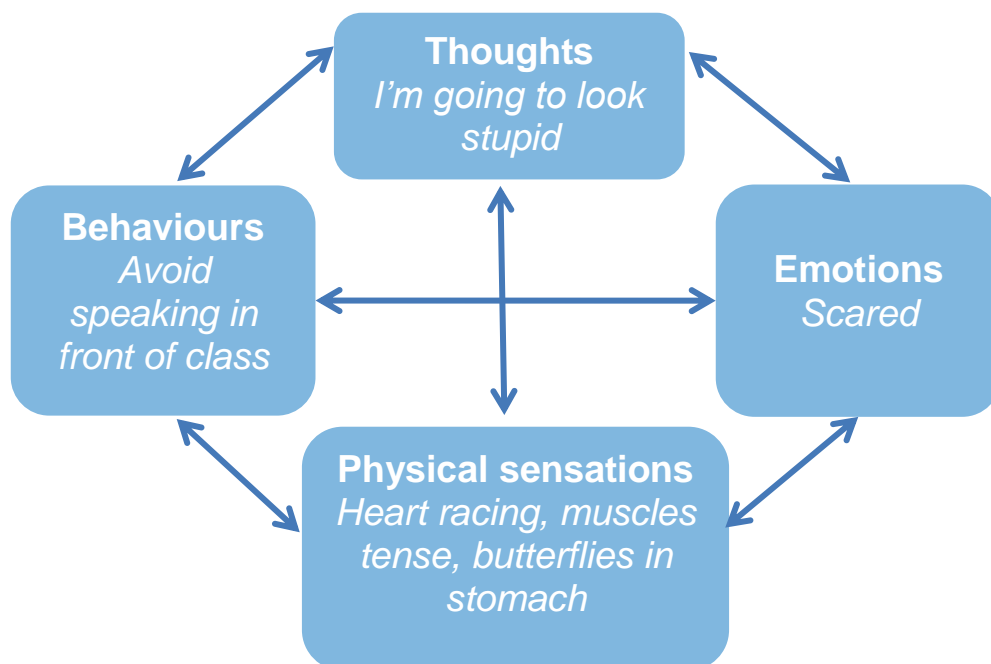 Thoughts
I’m going to look
stupid
Behaviours
Avoid
speaking in
front of class
Emotions
Scared
Physical sensations
Heart racing, muscles
tense, butterflies in
stomach